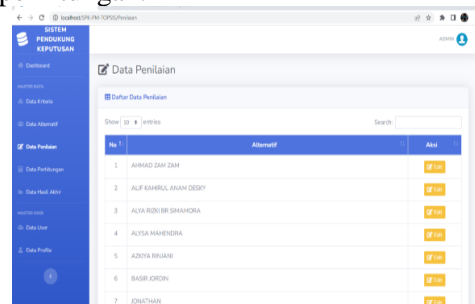 localhost/SPK-PM-TOPSIS/Penilaian
SISTEM
PENDUKUNG
KEPUTUSAN
ADMIN
Dashboard
Data Penilaian
MASTER DATA
Data Kriteria
Daftar Data Penilaian
Data Alternatif
Show 10 entries
Search:
Data Penilaian
No
Alternatif
Aksi
Data Perhitungan
1 AHMAD ZAM ZAM Edit
Data Hasil Akhir
2 ALIF KAHIRUL ANAM DESKY Edit
MASTER USER
3 ALYA RIZKI BR SIMAMORA Edit
Data User
4 ALYSA MAHENDRA Edit
Data Profile
5 AZKIYA RINJANI Edit
6 BASIR JORDIN Edit
7 JONATHAN Edit